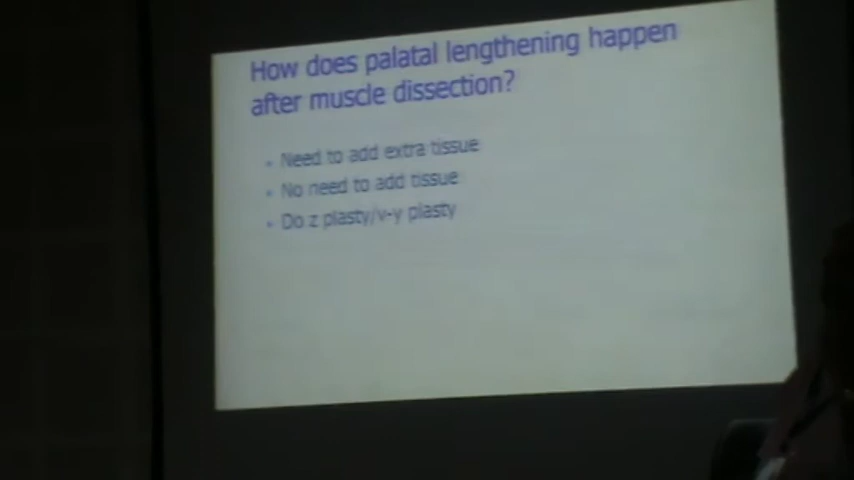 How does palatal lengthening happen
after muscle dissection?
Need to add extra tissue
No need to add tissue
Do z plasty/v-y plasty